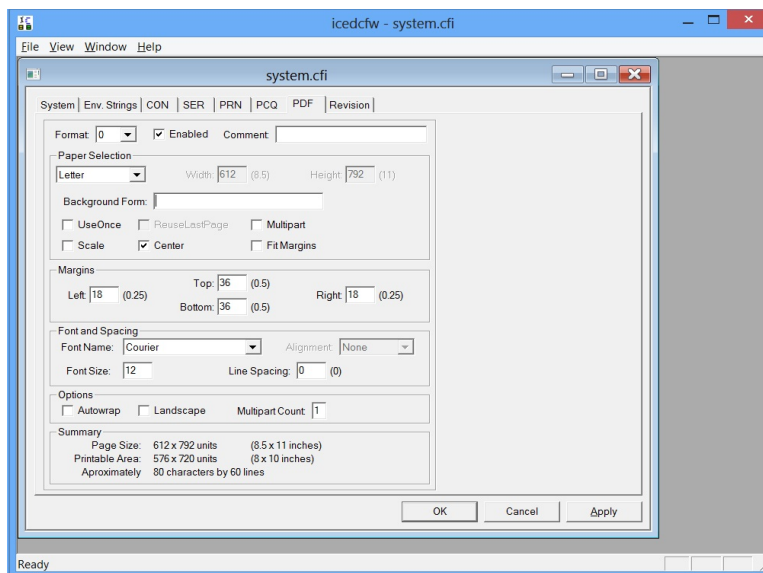 icedcfw - system.cfi
File View Window Help
system.cfi
System Env. Strings CON SER PRN PCQ PDF Revision
Format: 0 Enabled Comment:
Paper Selection
Letter Width: 612 (8.5) Height: 792 (11)
Background Form:
UseOnce ReuseLastPage Multipart
Scale Center Fit Margins
Margins
Top: 36 (0.5)
Left: 18 (0.25) Right: 18 (0.25)
Bottom: 36 (0.5)
Font and Spacing
Font Name: Courier Alignment: None
Font Size: 12 Line Spacing: 0 (0)
Options
Autowrap Landscape Multipart Count: 1
Summary
Page Size: 612 x 792 units (8.5 x 11 inches)
Printable Area: 576 x 720 units (8 x 10 inches)
Aproximately 80 characters by 60 lines
OK Cancel Apply
Ready